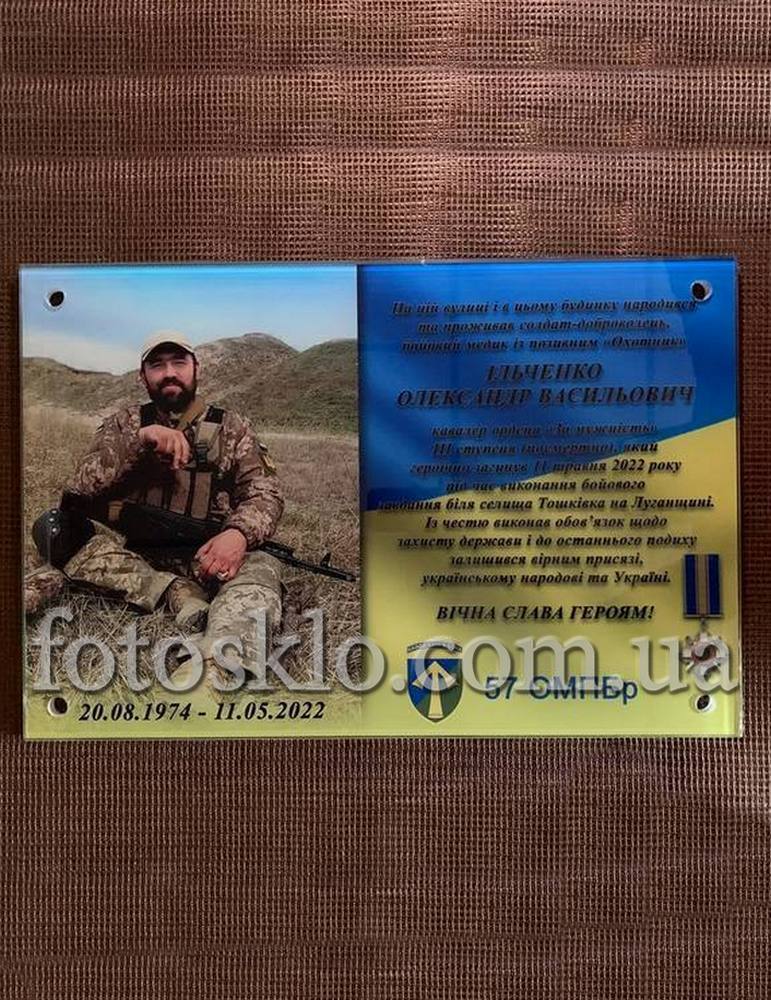 На цій вулиці і в цьому будинку народився
та проживав солдат-доброволець,
бойовий медик із позивним «Охотник»
ІЛЬЧЕНКО
ОЛЕКСАНДР ВАСИЛЬОВИЧ
кавалер ордена «За мужність»
ІІІ ступеня (посмертно), який
героїчно загинув 11 травня 2022 року
під час виконання бойового
завдання біля селища Тошківка на Луганщині.
Із честю виконав обов’язок щодо
захисту держави і до останнього подиху
залишився вірним присязі,
українському народові та Україні.
ВІЧНА СЛАВА ГЕРОЯМ!
fotosklo.com.ua
57 ОМПБр
20.08.1974 - 11.05.2022